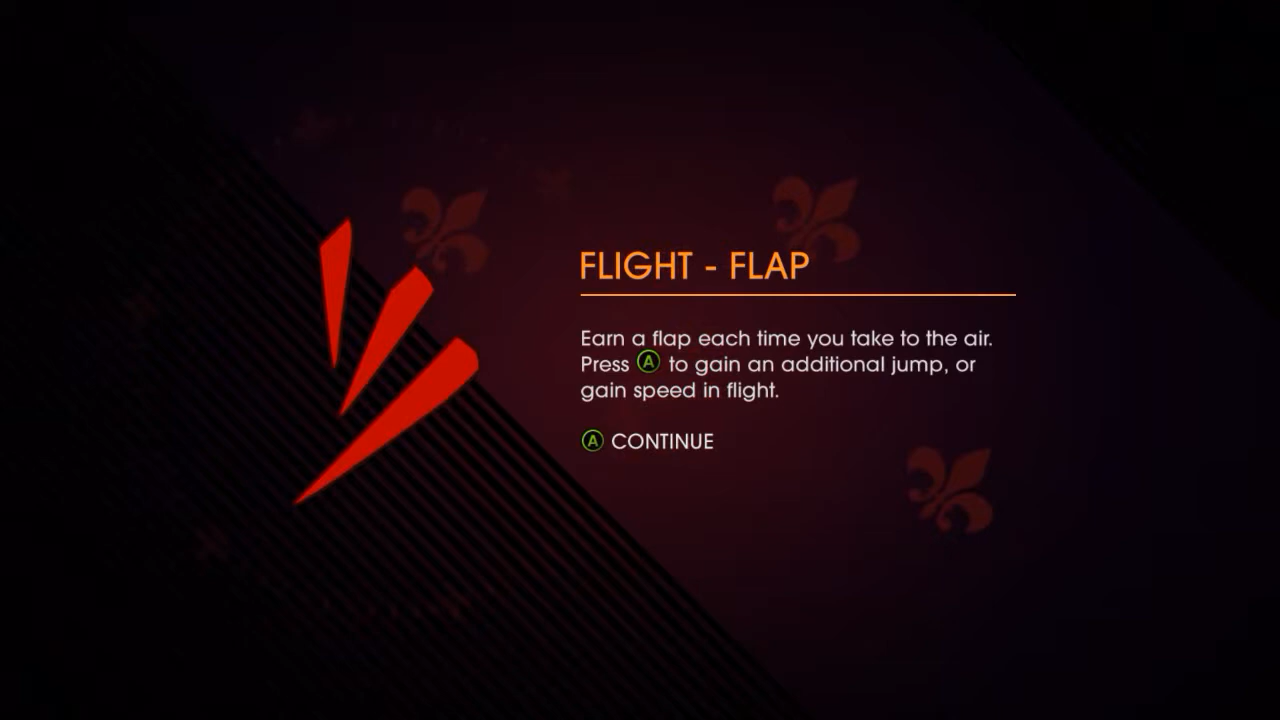 FLIGHT - FLAP
Earn a flap each time you take to the air.
Press A to gain an additional jump, or
gain speed in flight.
A CONTINUE